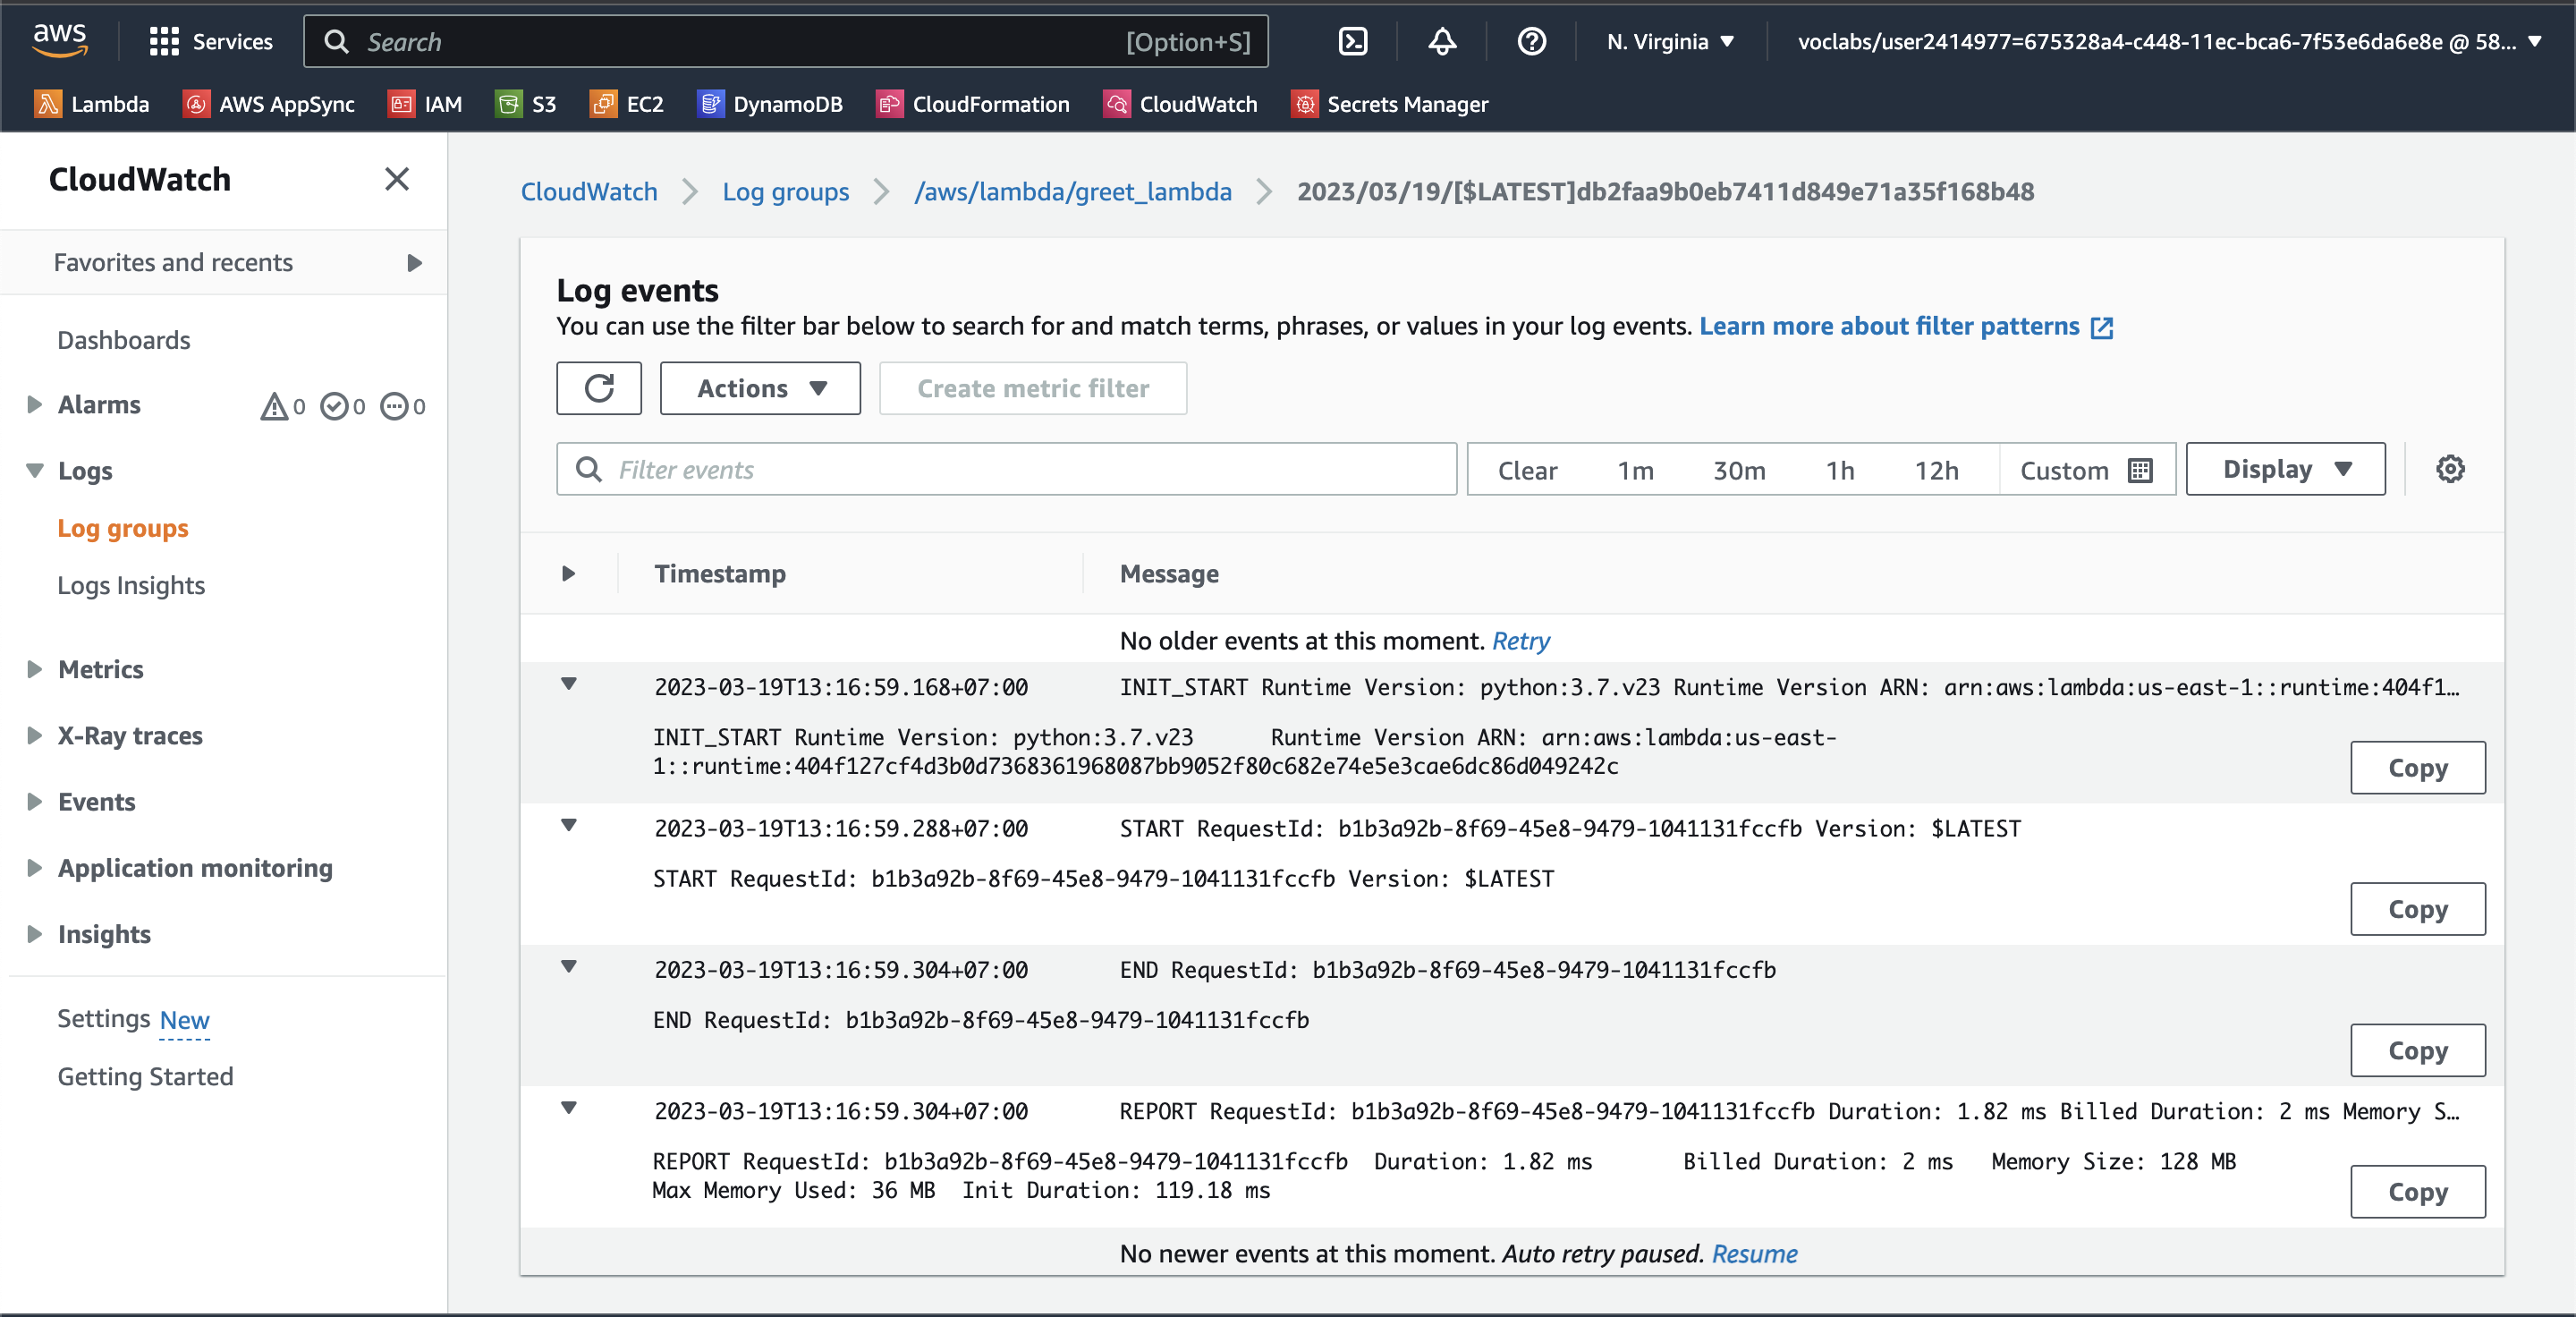 aws
Services
Search
[Option+S]
N. Virginia
voclabs/user2414977=675328a4-c448-11ec-bca6-7f53e6da6e8e @ 58...
Lambda
AWS AppSync
IAM
S3
EC2
DynamoDB
CloudFormation
CloudWatch
Secrets Manager
CloudWatch
Favorites and recents
Dashboards
Alarms 0 0 0
Logs
Log groups
Logs Insights
Metrics
X-Ray traces
Events
Application monitoring
Insights
Settings New
Getting Started
CloudWatch
Log groups
/aws/lambda/greet_lambda
2023/03/19/[$LATEST]db2faa9b0eb7411d849e71a35f168b48
Log events
You can use the filter bar below to search for and match terms, phrases, or values in your log events. Learn more about filter patterns
Actions
Create metric filter
Filter events
Clear
1m
30m
1h
12h
Custom
Display
Timestamp
Message
No older events at this moment. Retry
2023-03-19T13:16:59.168+07:00
INIT_START Runtime Version: python:3.7.v23 Runtime Version ARN: arn:aws:lambda:us-east-1::runtime:404f1…
INIT_START Runtime Version: python:3.7.v23 Runtime Version ARN: arn:aws:lambda:us-east-
1::runtime:404f127cf4d3b0d7368361968087bb9052f80c682e74e5e3cae6dc86d049242c
Copy
2023-03-19T13:16:59.288+07:00
START RequestId: b1b3a92b-8f69-45e8-9479-1041131fccfb Version: $LATEST
START RequestId: b1b3a92b-8f69-45e8-9479-1041131fccfb Version: $LATEST
Copy
2023-03-19T13:16:59.304+07:00
END RequestId: b1b3a92b-8f69-45e8-9479-1041131fccfb
END RequestId: b1b3a92b-8f69-45e8-9479-1041131fccfb
Copy
2023-03-19T13:16:59.304+07:00
REPORT RequestId: b1b3a92b-8f69-45e8-9479-1041131fccfb Duration: 1.82 ms Billed Duration: 2 ms Memory S…
REPORT RequestId: b1b3a92b-8f69-45e8-9479-1041131fccfb Duration: 1.82 ms Billed Duration: 2 ms Memory Size: 128 MB
Max Memory Used: 36 MB Init Duration: 119.18 ms
Copy
No newer events at this moment. Auto retry paused. Resume